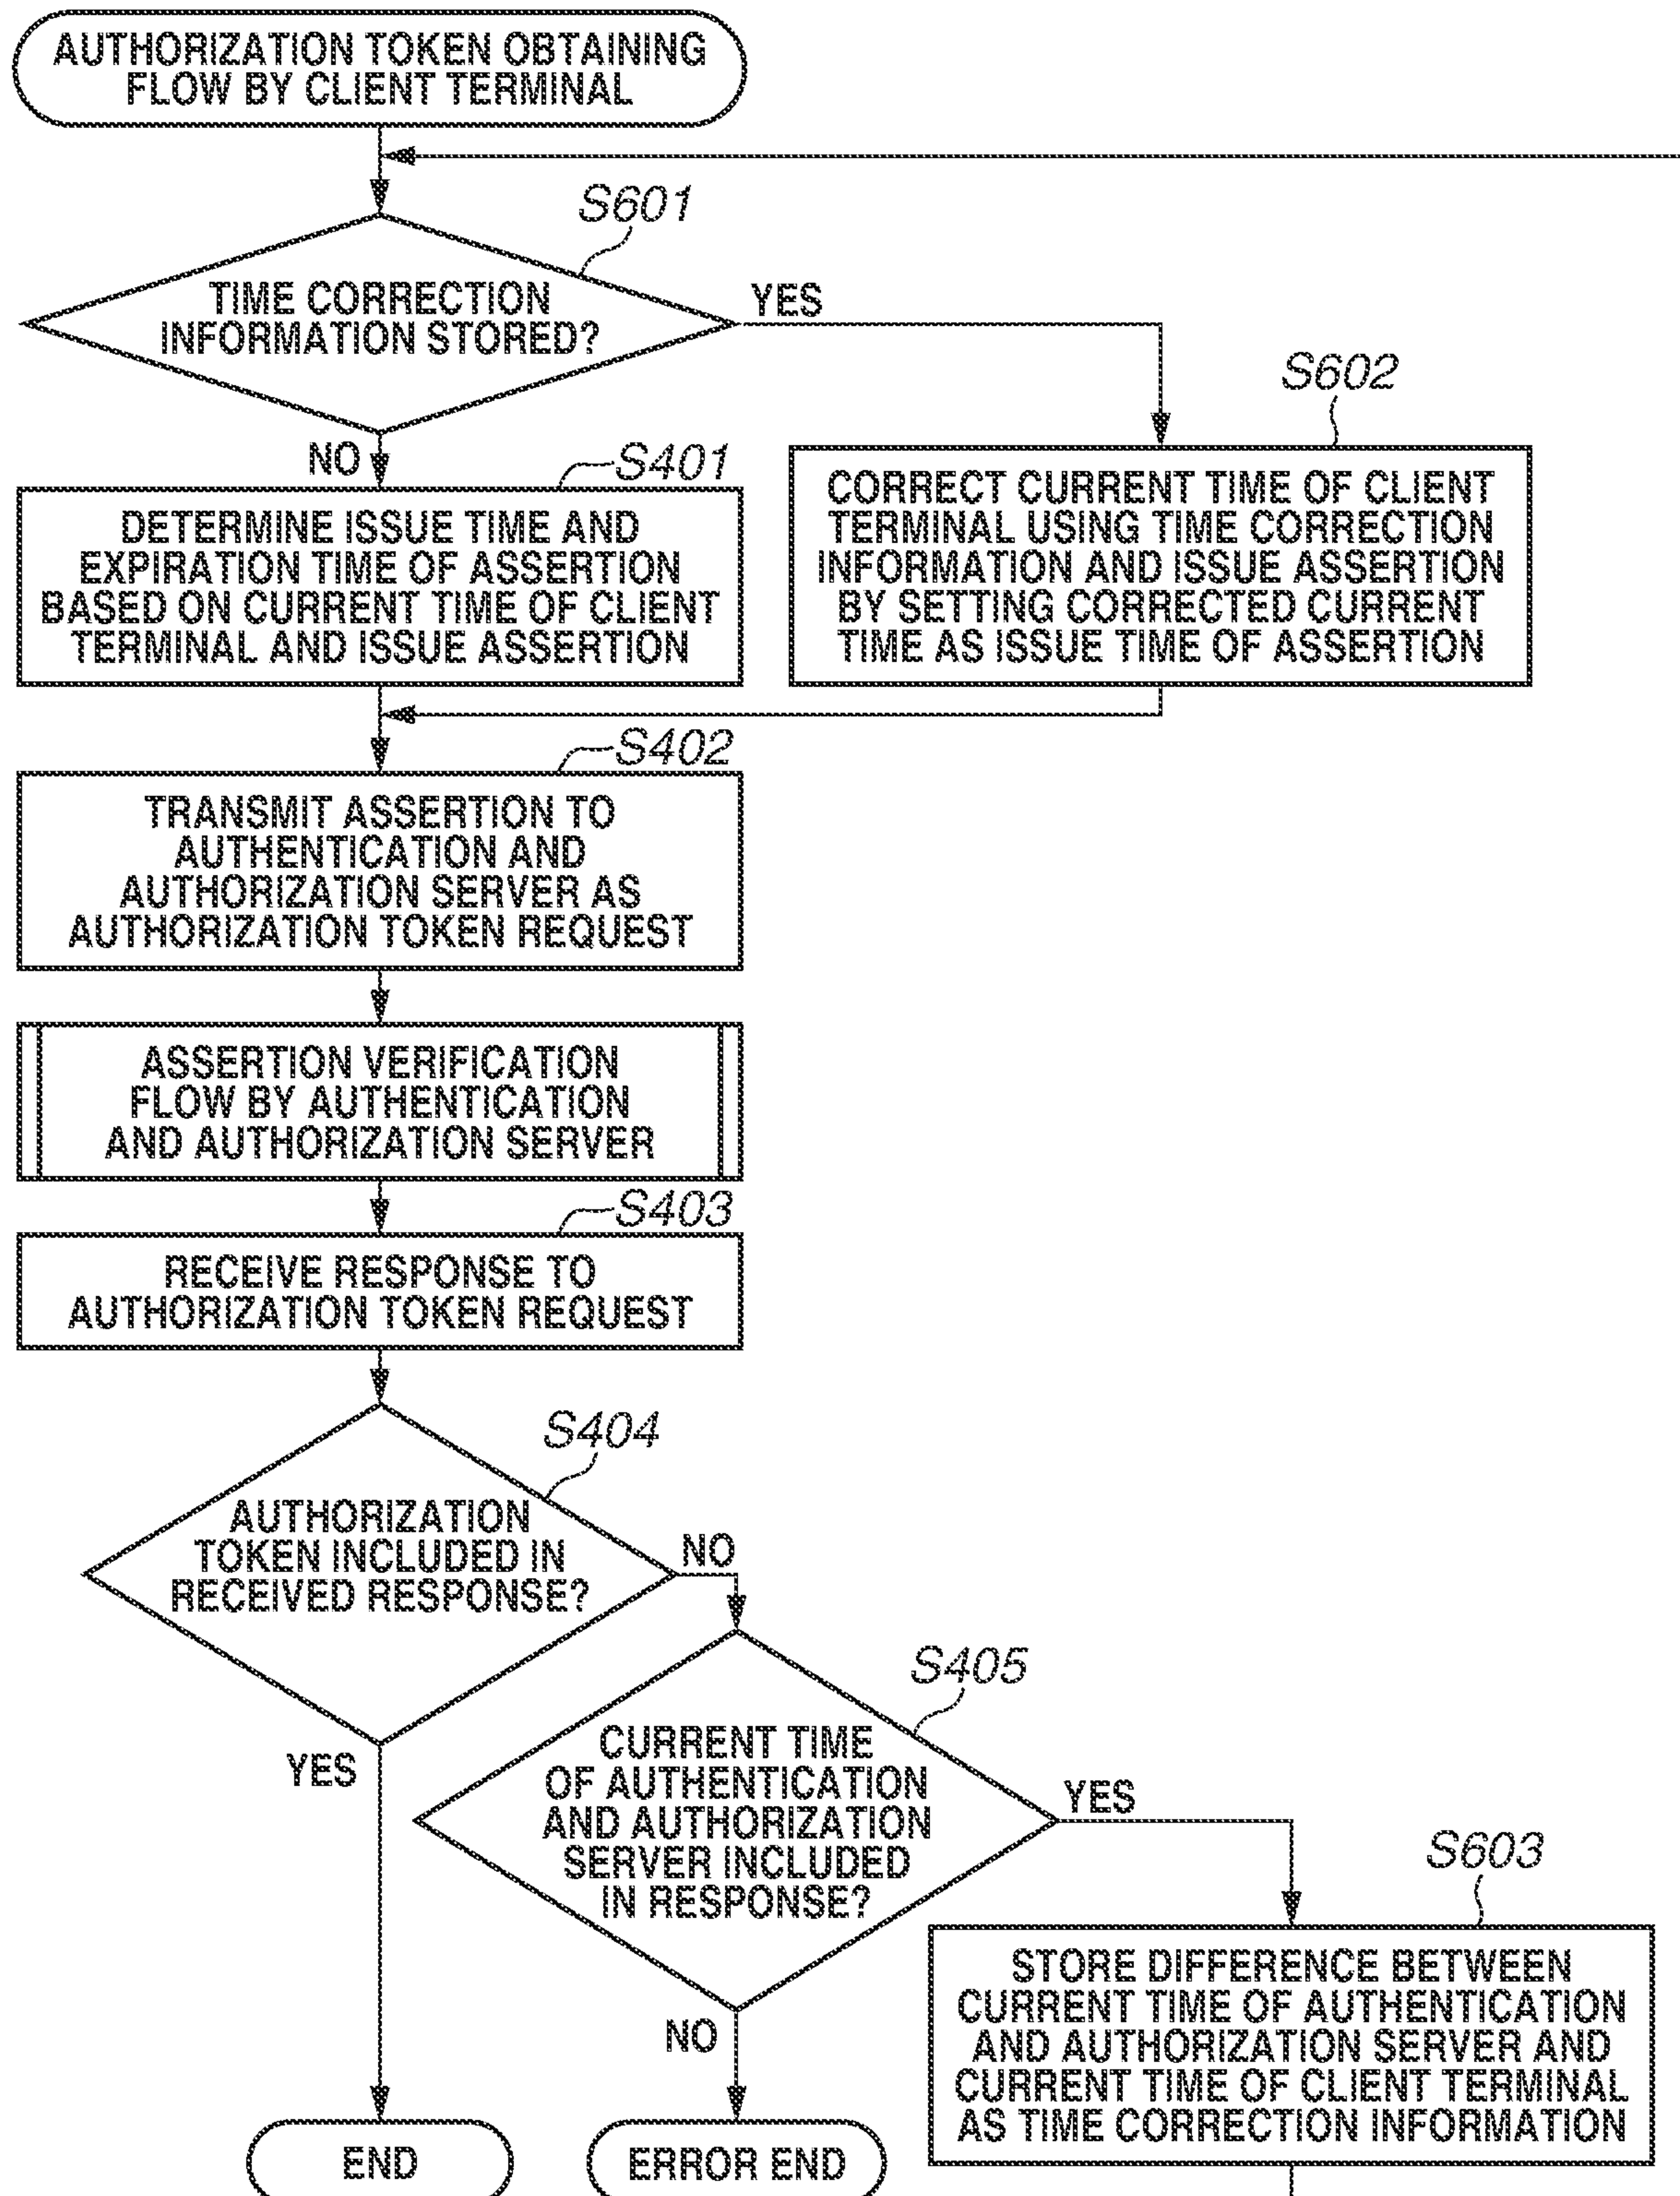 AUTHORIZATION TOKEN OBTAINING
FLOW BY CLIENT TERMINAL
S601
TIME CORRECTION
INFORMATION STORED?
YES
NO
S602
CORRECT CURRENT TIME OF CLIENT
TERMINAL USING TIME CORRECTION
INFORMATION AND ISSUE ASSERTION
BY SETTING CORRECTED CURRENT
TIME AS ISSUE TIME OF ASSERTION
S401
DETERMINE ISSUE TIME AND
EXPIRATION TIME OF ASSERTION
BASED ON CURRENT TIME OF CLIENT
TERMINAL AND ISSUE ASSERTION
S402
TRANSMIT ASSERTION TO
AUTHENTICATION AND
AUTHORIZATION SERVER AS
AUTHORIZATION TOKEN REQUEST
ASSERTION VERIFICATION
FLOW BY AUTHENTICATION
AND AUTHORIZATION SERVER
S403
RECEIVE RESPONSE TO
AUTHORIZATION TOKEN REQUEST
S404
AUTHORIZATION
TOKEN INCLUDED IN
RECEIVED RESPONSE?
NO
YES
S405
CURRENT TIME
OF AUTHENTICATION
AND AUTHORIZATION
SERVER INCLUDED
IN RESPONSE?
YES
NO
S603
STORE DIFFERENCE BETWEEN
CURRENT TIME OF AUTHENTICATION
AND AUTHORIZATION SERVER AND
CURRENT TIME OF CLIENT TERMINAL
AS TIME CORRECTION INFORMATION
END
ERROR END